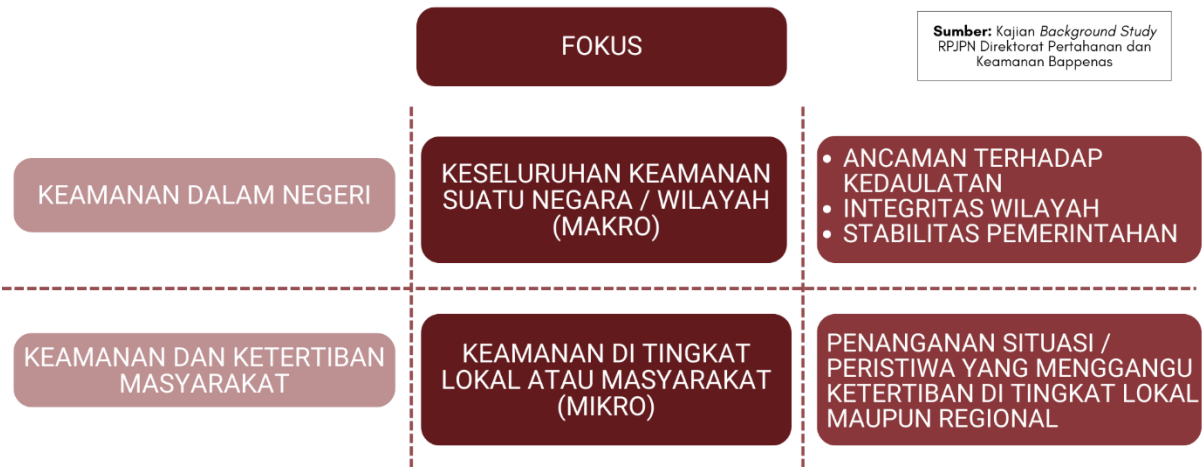 FOKUS
Sumber: Kajian Background Study
RPJPN Direktorat Pertahanan dan
Keamanan Bappenas
KEAMANAN DALAM NEGERI
KESELURUHAN KEAMANAN
SUATU NEGARA / WILAYAH
(MAKRO)
• ANCAMAN TERHADAP
KEDAULATAN
• INTEGRITAS WILAYAH
• STABILITAS PEMERINTAHAN
KEAMANAN DAN KETERTIBAN
MASYARAKAT
KEAMANAN DI TINGKAT
LOKAL ATAU MASYARAKAT
(MIKRO)
PENANGANAN SITUASI /
PERISTIWA YANG MENGGANGU
KETERTIBAN DI TINGKAT LOKAL
MAUPUN REGIONAL